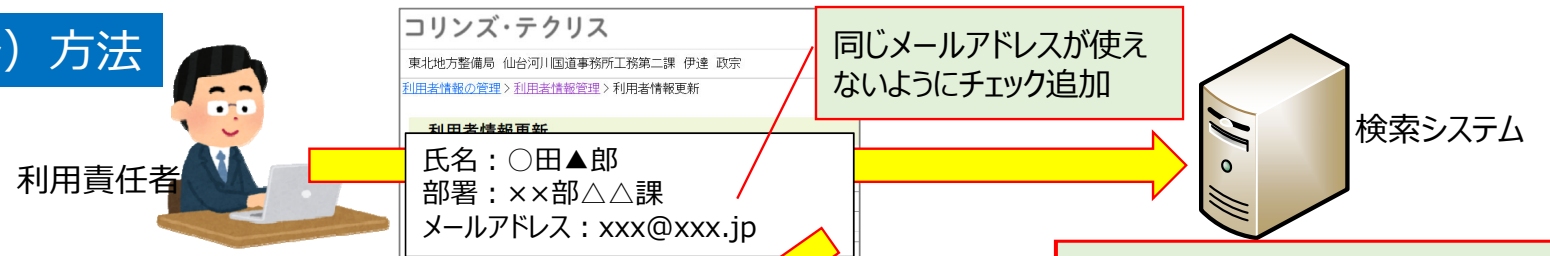 ）方法
コリンズ・テクリス
東北地方整備局 仙台河川国道事務所工務第二課 伊達 政宗
利用者情報の管理 > 利用者情報管理 > 利用者情報更新
利用者情報更新
同じメールアドレスが使え
ないようにチェック追加
利用責任者
氏名：○田▲郎
部署：××部△△課
メールアドレス：xxx@xxx.jp
検索システム